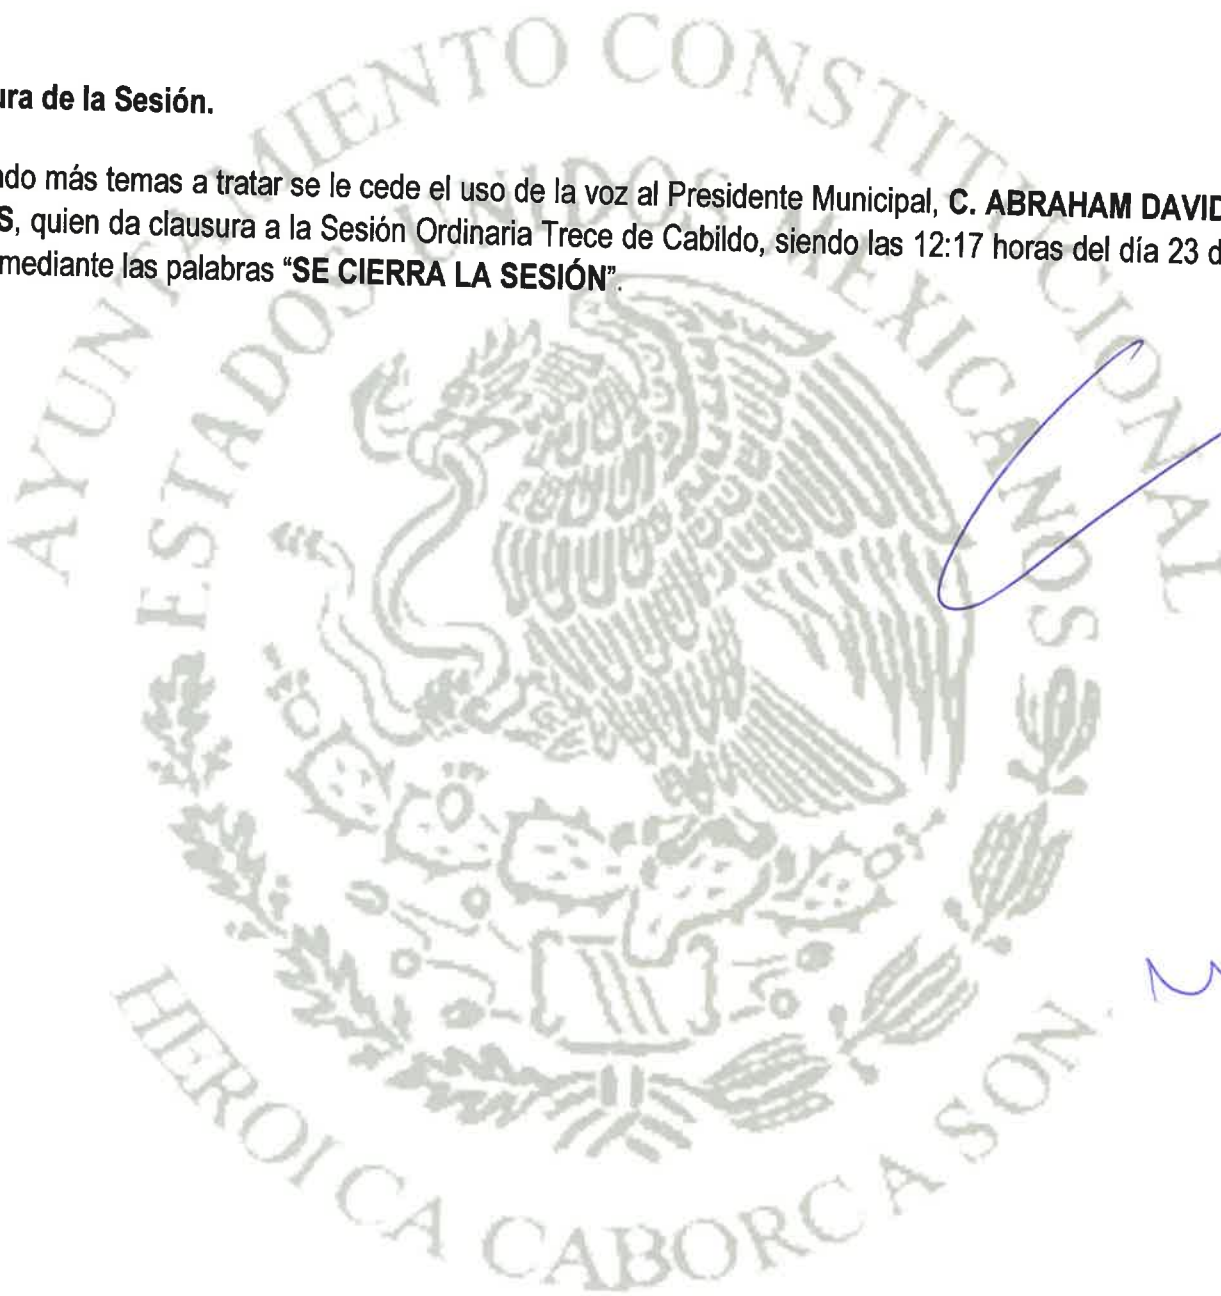 ura de la Sesión.
ndo más temas a tratar se le cede el uso de la voz al Presidente Municipal, C. ABRAHAM DAVID
S, quien da clausura a la Sesión Ordinaria Trece de Cabildo, siendo las 12:17 horas del día 23 d
mediante las palabras “SE CIERRA LA SESIÓN”.
AYUNTAMIENTO CONSTITUCIONAL
ESTADOS UNIDOS MEXICANOS
HEROICA CABORCA SON.